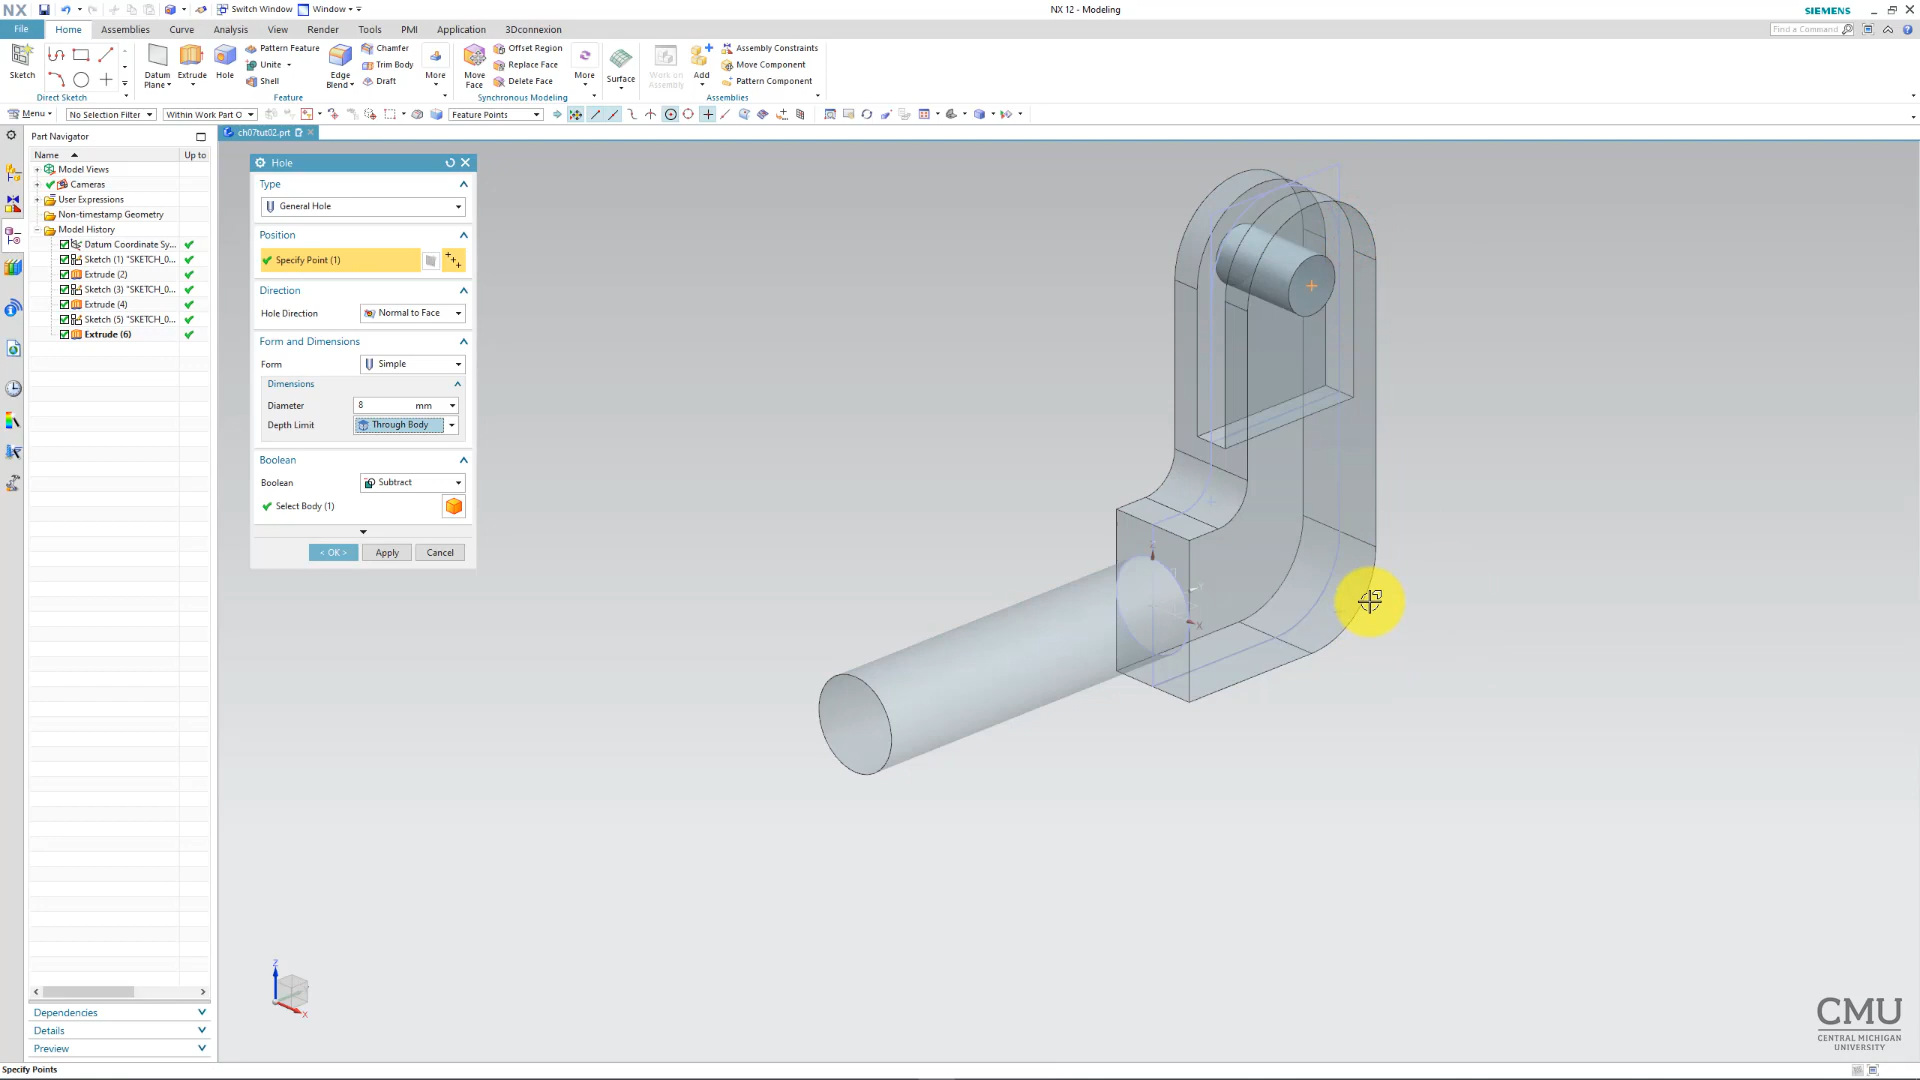 NX
Switch Window
Window
NX 12 - Modeling
SIEMENS
File
Home
Assemblies
Curve
Analysis
View
Render
Tools
PMI
Application
3Dconnexion
Find a Command
Sketch
Direct Sketch
Datum Plane
Extrude
Hole
Pattern Feature
Unite
Shell
Edge Blend
Chamfer
Trim Body
Draft
More
Feature
Move Face
Offset Region
Replace Face
Delete Face
More
Synchronous Modeling
Surface
Work on Assembly
Add
Assembly Constraints
Move Component
Pattern Component
Assemblies
Menu
No Selection Filter
Within Work Part O
Feature Points
Part Navigator
ch07tut02.prt
Name
Up to
Model Views
Cameras
User Expressions
Non-timestamp Geometry
Model History
Datum Coordinate Sy...
Sketch (1) "SKETCH_0...
Extrude (2)
Sketch (3) "SKETCH_0...
Extrude (4)
Sketch (5) "SKETCH_0...
Extrude (6)
Hole
Type
General Hole
Position
Specify Point (1)
Direction
Hole Direction
Normal to Face
Form and Dimensions
Form
Simple
Dimensions
Diameter
8 mm
Depth Limit
Through Body
Boolean
Boolean
Subtract
Select Body (1)
< OK >
Apply
Cancel
X
Z
X
Dependencies
Details
Preview
CMU
CENTRAL MICHIGAN
UNIVERSITY
Specify Points